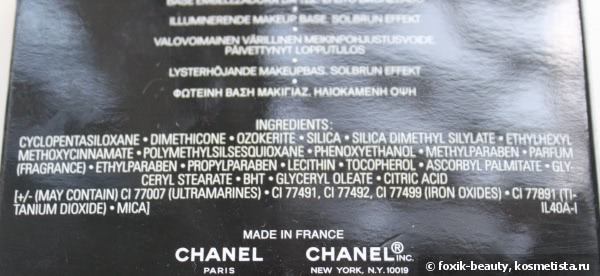 ILLUMINERENDE MAKEUP BASE. SOLBRUN EFFEKT
•
VALOVOIMAINEN VÄRILLINEN MEIKINPOHJUSTUSVOIDE
PÄIVETTYNYT LOPPUTULOS
•
LYSTERHÖJANDE MAKEUPBAS. SOLBRUN EFFEKT
•
ΦΩΤΕΙΝΗ ΒΑΣΗ ΜΑΚΙΓΙΑΖ. ΗΛΙΟΚΑΜΕΝΗ ΟΨΗ
INGREDIENTS:
CYCLOPENTASILOXANE • DIMETHICONE • OZOKERITE • SILICA • SILICA DIMETHYL SILYLATE • ETHYLHEXYL
METHOXYCINNAMATE • POLYMETHYLSILSESQUIOXANE • PHENOXYETHANOL • METHYLPARABEN • PARFUM
(FRAGRANCE) • ETHYLPARABEN • PROPYLPARABEN • LECITHIN • TOCOPHEROL • ASCORBYL PALMITATE • GLY-
CERYL STEARATE • BHT • GLYCERYL OLEATE • CITRIC ACID
[+/- (MAY CONTAIN) CI 77007 (ULTRAMARINES) • CI 77491, CI 77492, CI 77499 (IRON OXIDES) • CI 77891 (TI-
TANIUM DIOXIDE) • MICA] IL40A-I
MADE IN FRANCE
CHANEL CHANEL® INC.
PARIS NEW YORK, N.Y. 10019
© foxik-beauty, kosmetista.ru